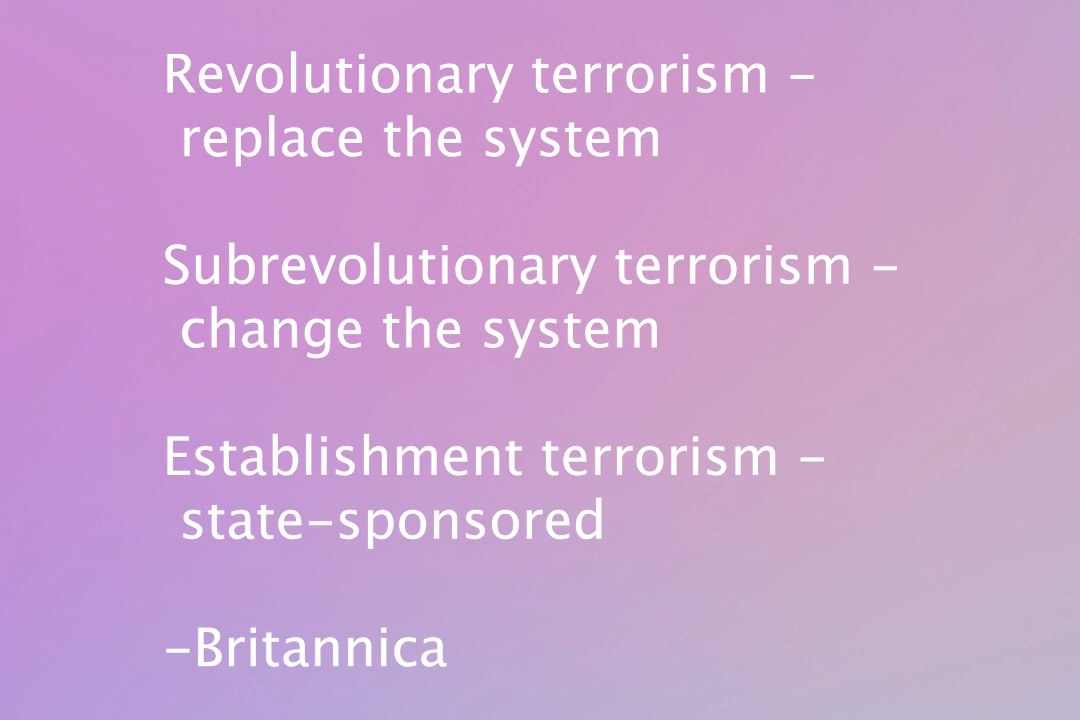 Revolutionary terrorism –
replace the system
Subrevolutionary terrorism –
change the system
Establishment terrorism –
state–sponsored
–Britannica